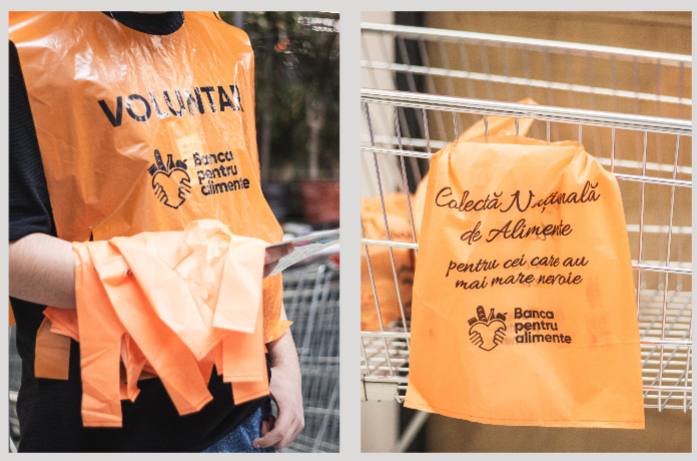 VOLUNTAR
Banca
pentru
alimente
Colectă Națională
de Alimente
pentru cei care au
mai mare nevoie
Banca
pentru
alimente